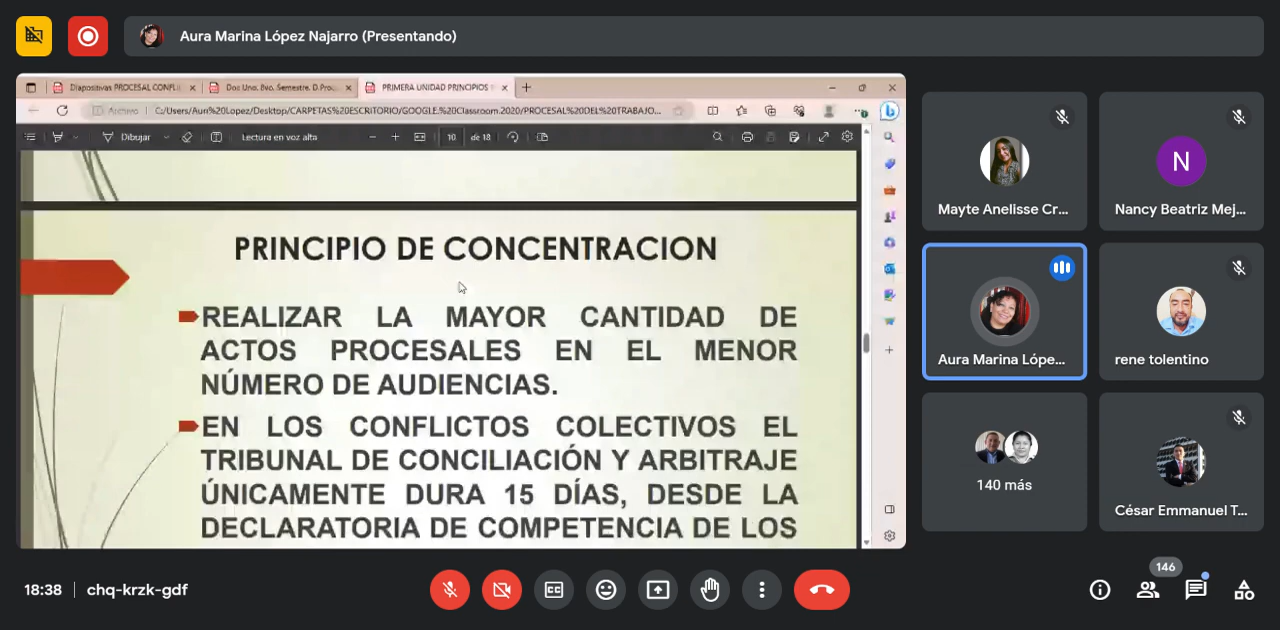 Aura Marina López Najarro (Presentando)
Diapositivas PROCESAL CONFLI
Doc Uno. 8vo. Semestre. D.Proc
PRIMERA UNIDAD PRINCIPIOS
Archivo
C:/Users/Auri%20Lopez/Desktop/CARPETAS%20ESCRITORIO/GOOGLE.%20Classroom.2020/PROCESAL%20DEL%20TRABAJO...
Dibujar
Lectura en voz alta
10 de 18
PRINCIPIO DE CONCENTRACION
REALIZAR LA MAYOR CANTIDAD DE
ACTOS PROCESALES EN EL MENOR
NÚMERO DE AUDIENCIAS.
EN LOS CONFLICTOS COLECTIVOS EL
TRIBUNAL DE CONCILIACIÓN Y ARBITRAJE
ÚNICAMENTE DURA 15 DÍAS, DESDE LA
DECLARATORIA DE COMPETENCIA DE LOS
Mayte Anelisse Cr...
N
Nancy Beatriz Mej...
Aura Marina Lópe...
rene tolentino
140 más
César Emmanuel T...
18:38
chq-krzk-gdf
146